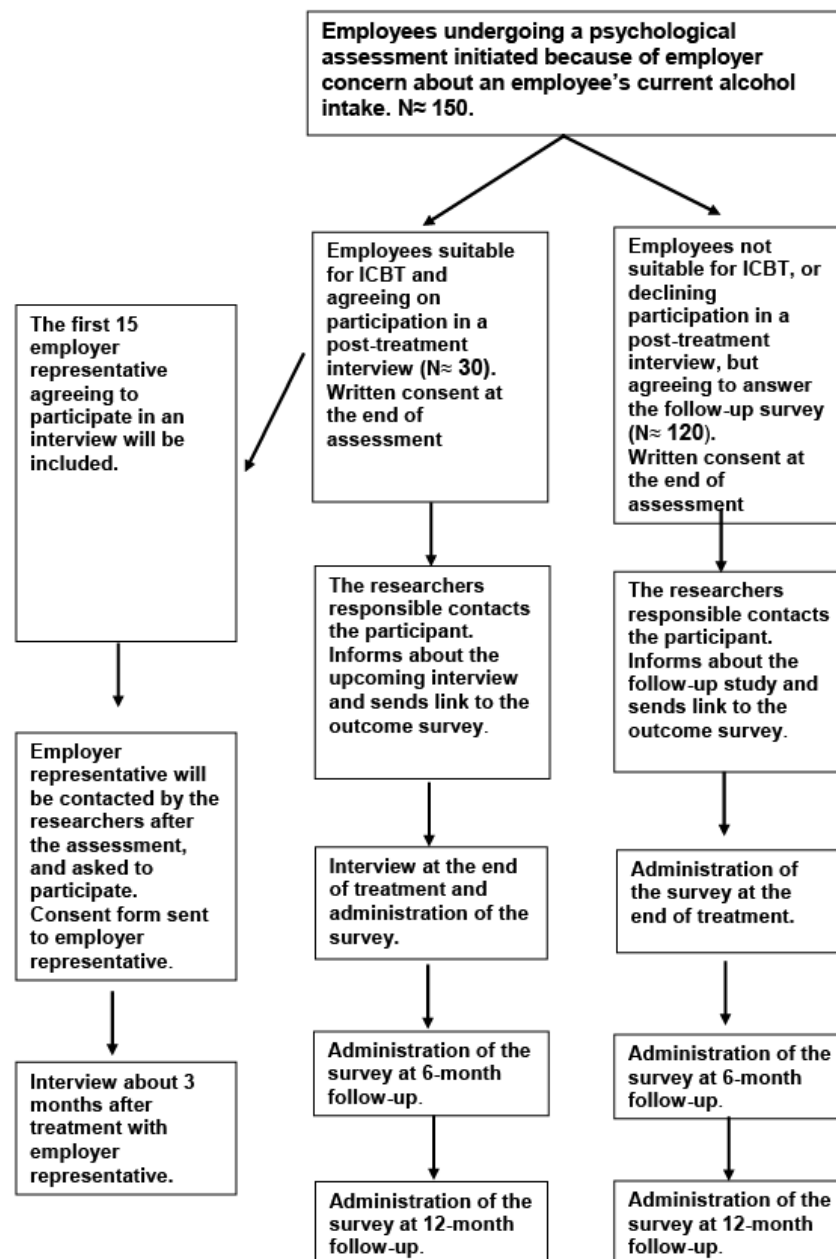 Employees undergoing a psychological
assessment initiated because of employer
concern about an employee's current alcohol
intake. N≈ 150.
The first 15
employer
representative
agreeing to
participate in an
interview will be
included.
Employees suitable
for ICBT and
agreeing on
participation in a
post-treatment
interview (N≈ 30).
Written consent at
the end of
assessment
Employees not
suitable for ICBT, or
declining
participation in a
post-treatment
interview, but
agreeing to answer
the follow-up survey
(N≈ 120).
Written consent at
the end of
assessment
The researchers
responsible contacts
the participant.
Informs about the
upcoming interview
and sends link to the
outcome survey.
The researchers
responsible contacts
the participant.
Informs about the
follow-up study and
sends link to the
outcome survey.
Employer
representative will
be contacted by the
researchers after
the assessment,
and asked to
participate.
Consent form sent
to employer
representative.
Interview at the end
of treatment and
administration of the
survey.
Administration of
the survey at the
end of treatment.
Interview about 3
months after
treatment with
employer
representative.
Administration of the
survey at 6-month
follow-up.
Administration of the
survey at 6-month
follow-up.
Administration of the
survey at 12-month
follow-up.
Administration of the
survey at 12-month
follow-up.